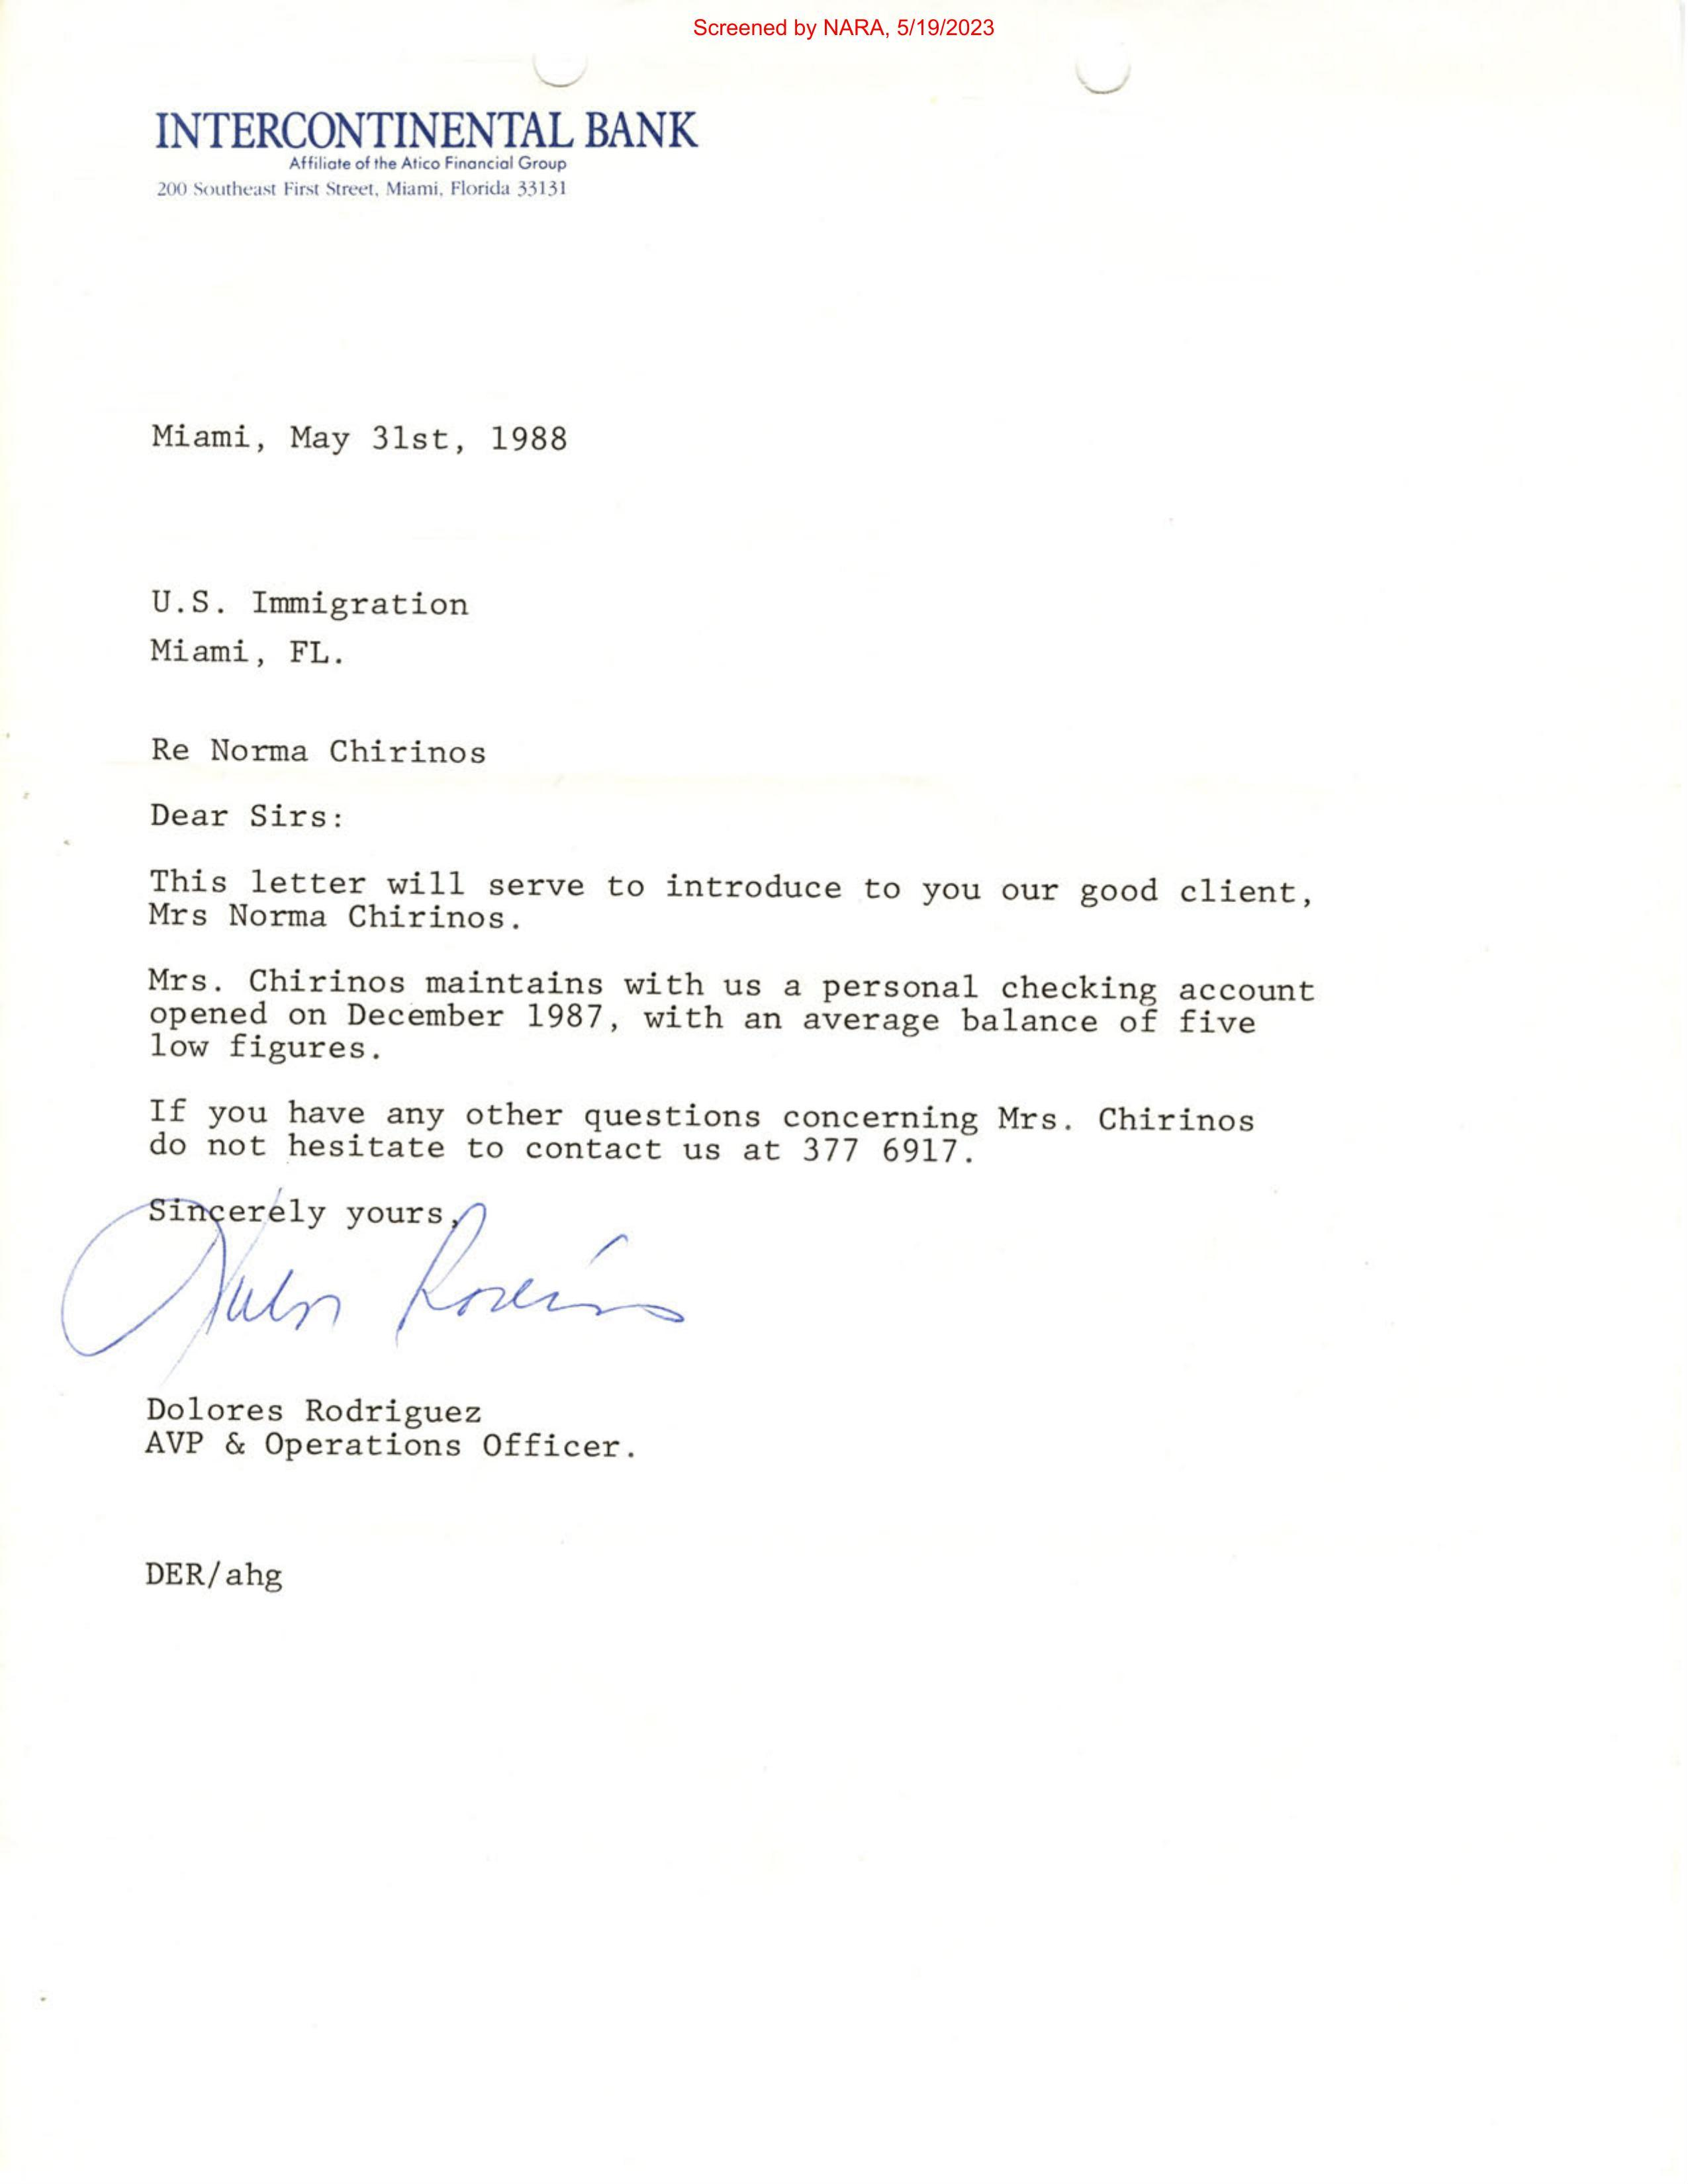 Screened by NARA, 5/19/2023
INTERCONTINENTAL BANK
Affiliate of the Atico Financial Group
200 Southeast First Street, Miami, Florida 33131
Miami, May 31st, 1988
U.S. Immigration
Miami, FL.
Re Norma Chirinos
Dear Sirs:
This letter will serve to introduce to you our good client,
Mrs Norma Chirinos.
Mrs. Chirinos maintains with us a personal checking account
opened on December 1987, with an average balance of five
low figures.
If you have any other questions concerning Mrs. Chirinos
do not hesitate to contact us at 377 6917.
Sincerely yours,
Dolores Rodriguez
AVP & Operations Officer.
DER/ahg